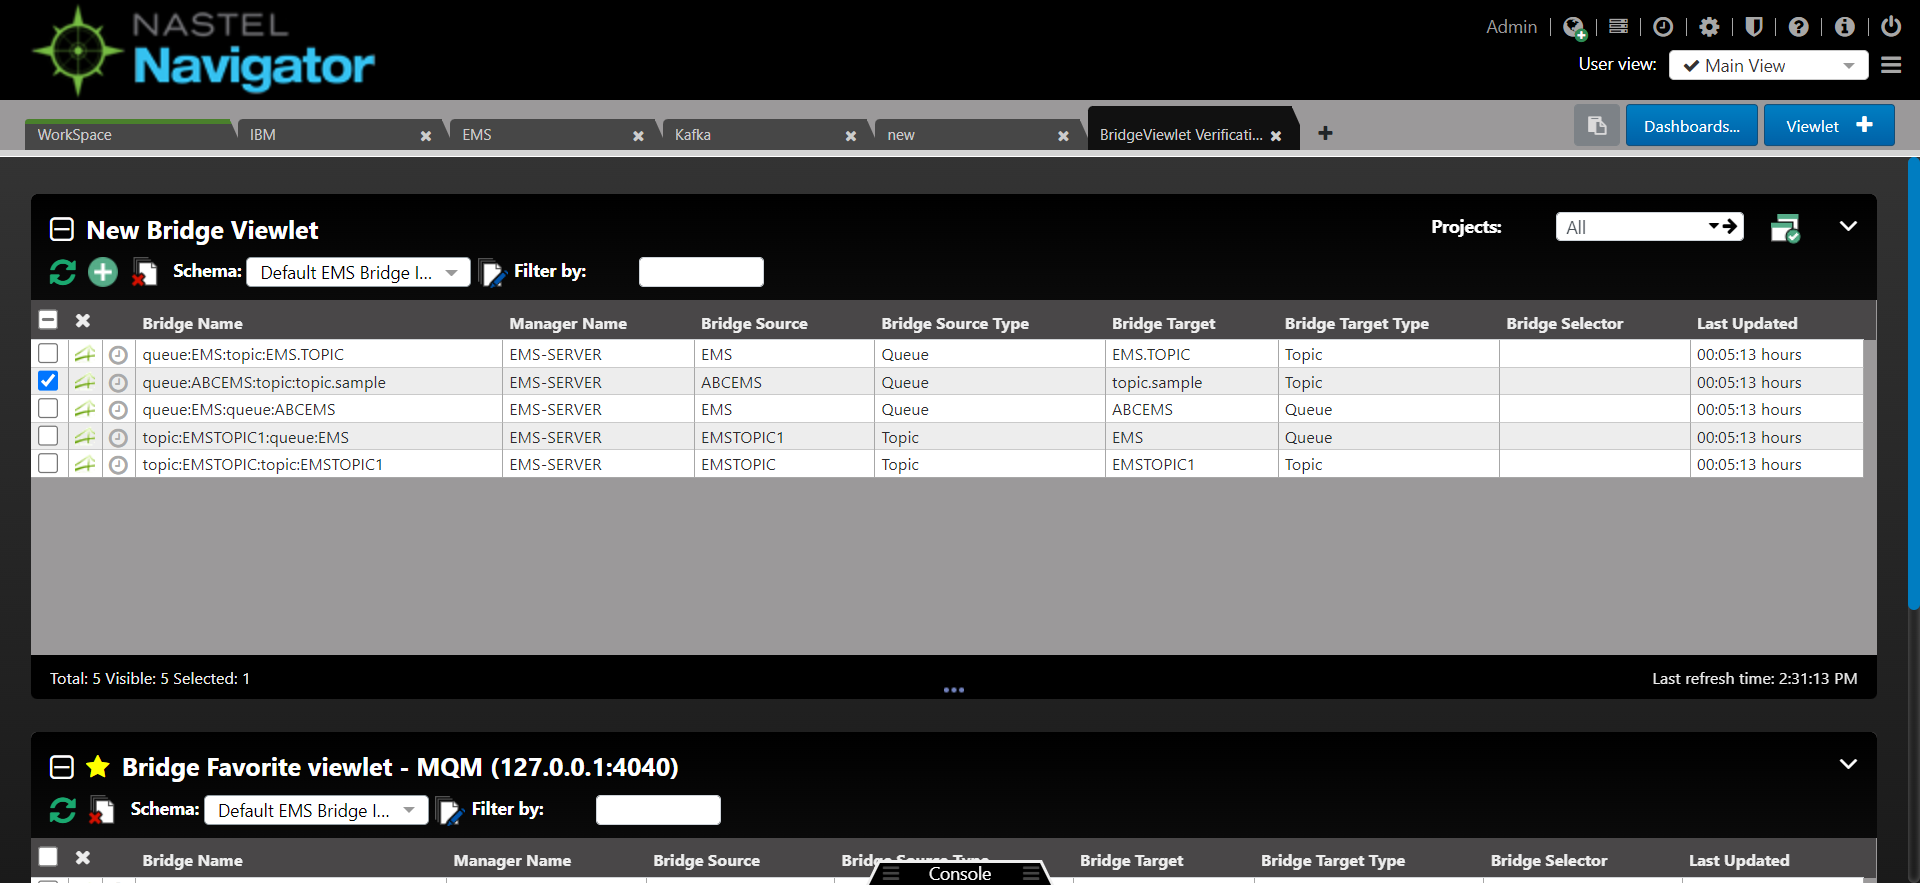 NASTEL
Navigator
Admin
User view: Main View
WorkSpace IBM EMS Kafka new BridgeViewlet Verificati... Dashboards... Viewlet
New Bridge Viewlet Projects: All
Schema: Default EMS Bridge I... Filter by:
Bridge Name Manager Name Bridge Source Bridge Source Type Bridge Target Bridge Target Type Bridge Selector Last Updated
queue:EMS:topic:EMS.TOPIC EMS-SERVER EMS Queue EMS.TOPIC Topic 00:05:13 hours
queue:ABCEMS:topic:topic.sample EMS-SERVER ABCEMS Queue topic.sample Topic 00:05:13 hours
queue:EMS:queue:ABCEMS EMS-SERVER EMS Queue ABCEMS Queue 00:05:13 hours
topic:EMSTOPIC1:queue:EMS EMS-SERVER EMSTOPIC1 Topic EMS Queue 00:05:13 hours
topic:EMSTOPIC:topic:EMSTOPIC1 EMS-SERVER EMSTOPIC Topic EMSTOPIC1 Topic 00:05:13 hours
Total: 5 Visible: 5 Selected: 1 Last refresh time: 2:31:13 PM
Bridge Favorite viewlet - MQM (127.0.0.1:4040)
Schema: Default EMS Bridge I... Filter by:
Bridge Name Manager Name Bridge Source Bridge Source Type Bridge Target Bridge Target Type Bridge Selector Last Updated
Console